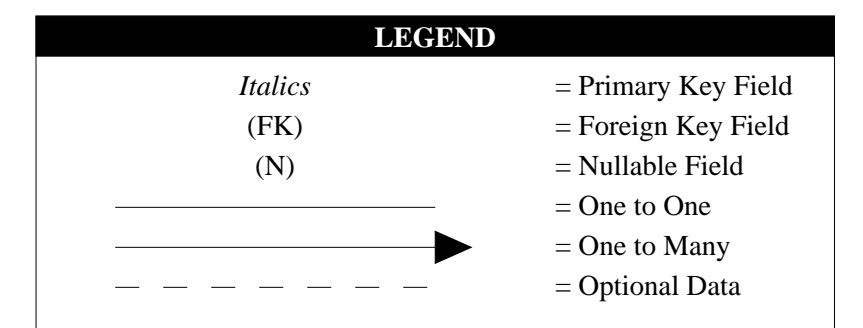 LEGEND
Italics = Primary Key Field
(FK) = Foreign Key Field
(N) = Nullable Field
= One to One
= One to Many
= Optional Data